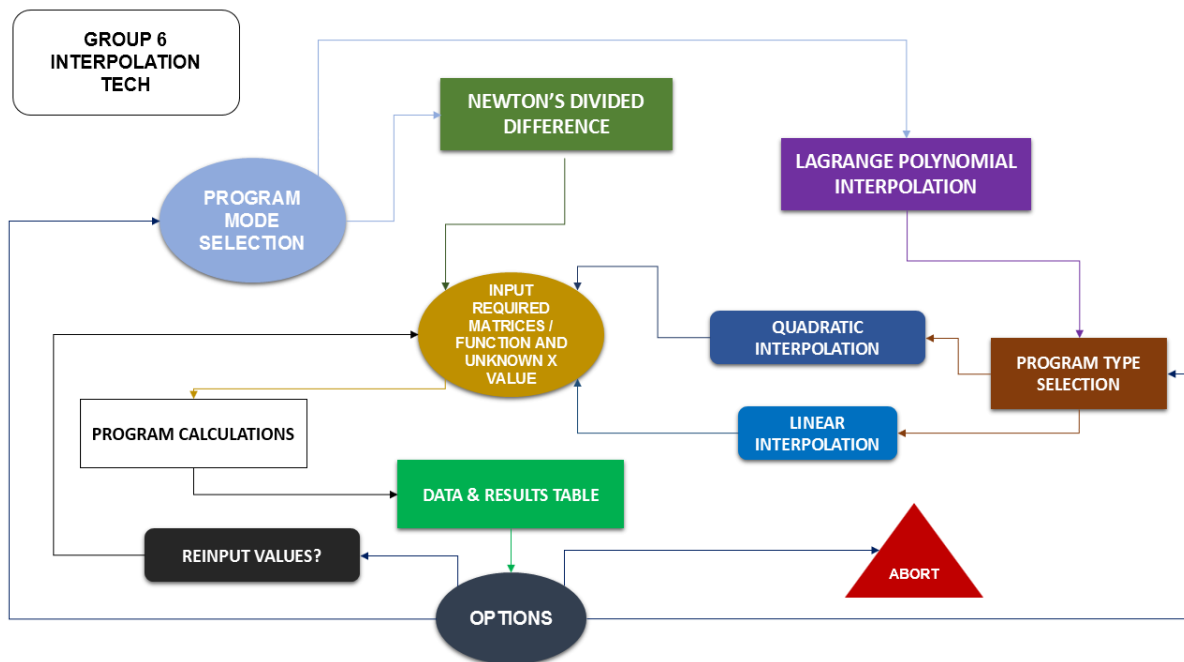 GROUP 6
INTERPOLATION
TECH
NEWTON'S DIVIDED
DIFFERENCE
LAGRANGE POLYNOMIAL
INTERPOLATION
PROGRAM
MODE
SELECTION
INPUT
REQUIRED
MATRICES /
FUNCTION AND
UNKNOWN X
VALUE
QUADRATIC
INTERPOLATION
PROGRAM TYPE
SELECTION
LINEAR
INTERPOLATION
PROGRAM CALCULATIONS
DATA & RESULTS TABLE
REINPUT VALUES?
ABORT
OPTIONS